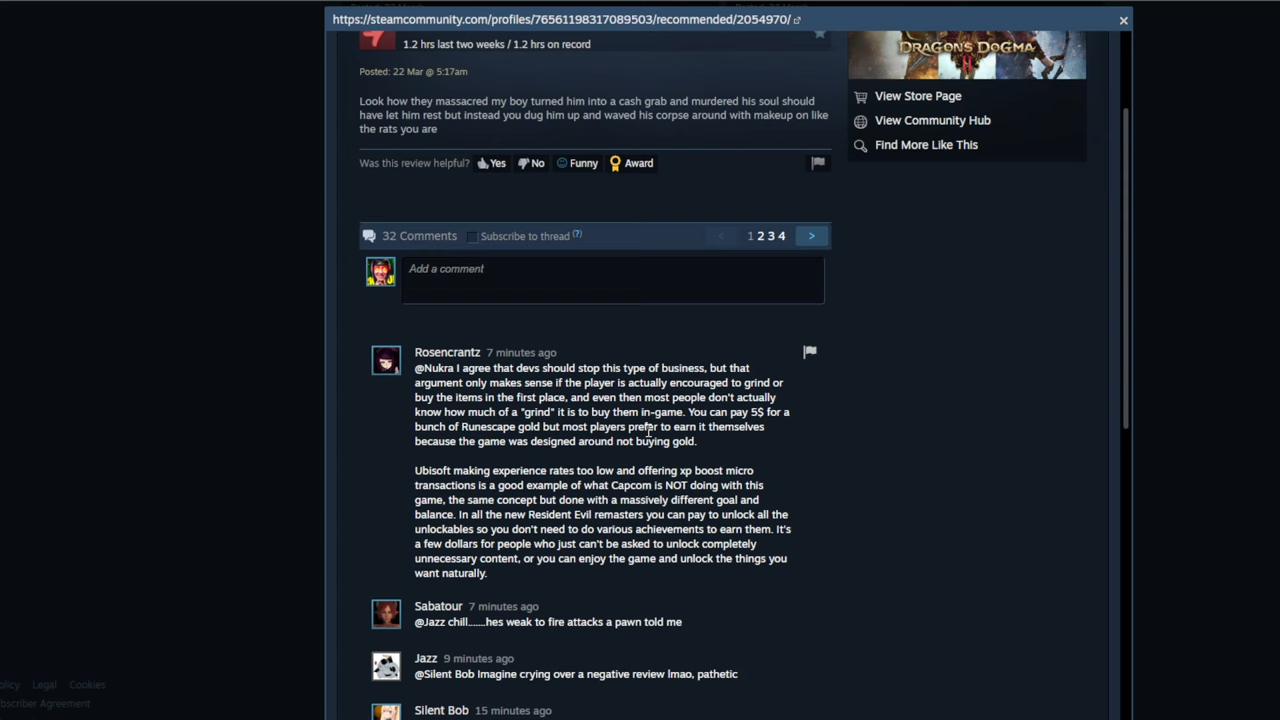 https://steamcommunity.com/profiles/76561198317089503/recommended/2054970/
1.2 hrs last two weeks / 1.2 hrs on record
Posted: 22 Mar @ 5:17am
Look how they massacred my boy turned him into a cash grab and murdered his soul should
have let him rest but instead you dug him up and waved his corpse around with makeup on like
the rats you are
Was this review helpful? Yes No Funny Award
DRAGON'S DOGMA
View Store Page
View Community Hub
Find More Like This
32 Comments Subscribe to thread (?) < 1 2 3 4 >
Add a comment
Rosencrantz 7 minutes ago
@Nukra I agree that devs should stop this type of business, but that
argument only makes sense if the player is actually encouraged to grind or
buy the items in the first place, and even then most people don't actually
know how much of a "grind" it is to buy them in-game. You can pay 5$ for a
bunch of Runescape gold but most players prefer to earn it themselves
because the game was designed around not buying gold.
Ubisoft making experience rates too low and offering xp boost micro
transactions is a good example of what Capcom is NOT doing with this
game, the same concept but done with a massively different goal and
balance. In all the new Resident Evil remasters you can pay to unlock all the
unlockables so you don't need to do various achievements to earn them. It's
a few dollars for people who just can't be asked to unlock completely
unnecessary content, or you can enjoy the game and unlock the things you
want naturally.
Sabatour 7 minutes ago
@Jazz chill.......hes weak to fire attacks a pawn told me
Jazz 9 minutes ago
@Silent Bob Imagine crying over a negative review lmao, pathetic
Silent Bob 15 minutes ago
Legal Cookies